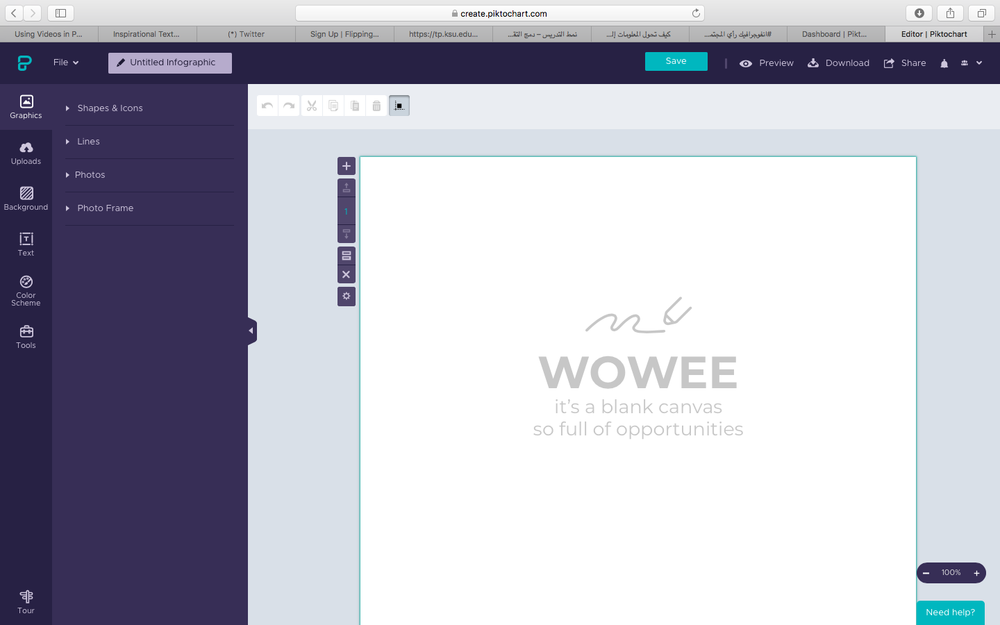 create.piktochart.com
Using Videos in P...
Inspirational Text...
(*) Twitter
Sign Up | Flipping...
https://tp.ksu.edu...
نمط التدريس – دمج التق...
كيف تحول المعلومات إلـ...
#انفوجرافيك رأي المجتمـ...
Dashboard | Pikt...
Editor | Piktochart
File
Untitled Infographic
Save
Preview
Download
Share
Graphics
Uploads
Background
Text
Color
Scheme
Tools
Tour
Shapes & Icons
Lines
Photos
Photo Frame
1
WOWEE
it's a blank canvas
so full of opportunities
100%
Need help?